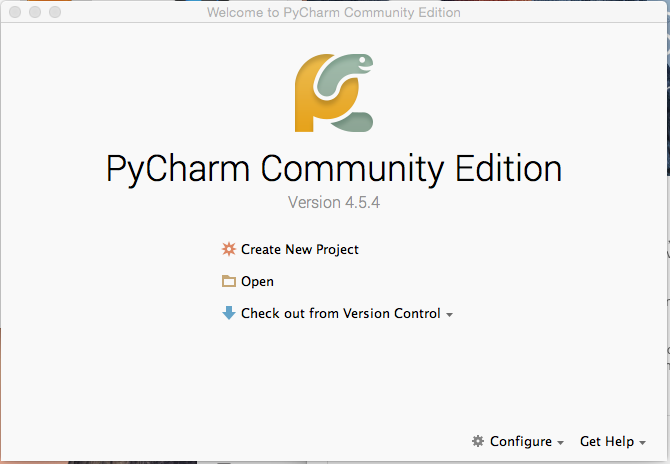 Welcome to PyCharm Community Edition
PyCharm Community Edition
Version 4.5.4
Create New Project
Open
Check out from Version Control
Configure
Get Help